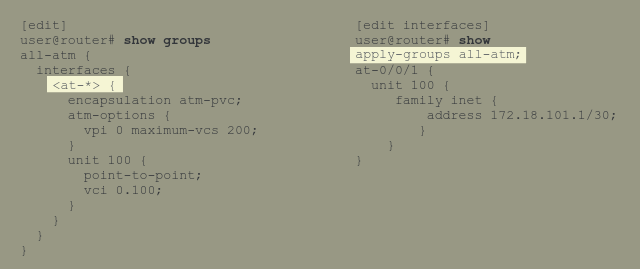 [edit]
user@router# show groups
all-atm {
  interfaces {
    <at-*> {
      encapsulation atm-pvc;
      atm-options {
        vpi 0 maximum-vcs 200;
      }
      unit 100 {
        point-to-point;
        vci 0.100;
      }
    }
  }
}
[edit interfaces]
user@router# show
apply-groups all-atm;
at-0/0/1 {
  unit 100 {
     family inet {
         address 172.18.101.1/30;
        }
    }
}